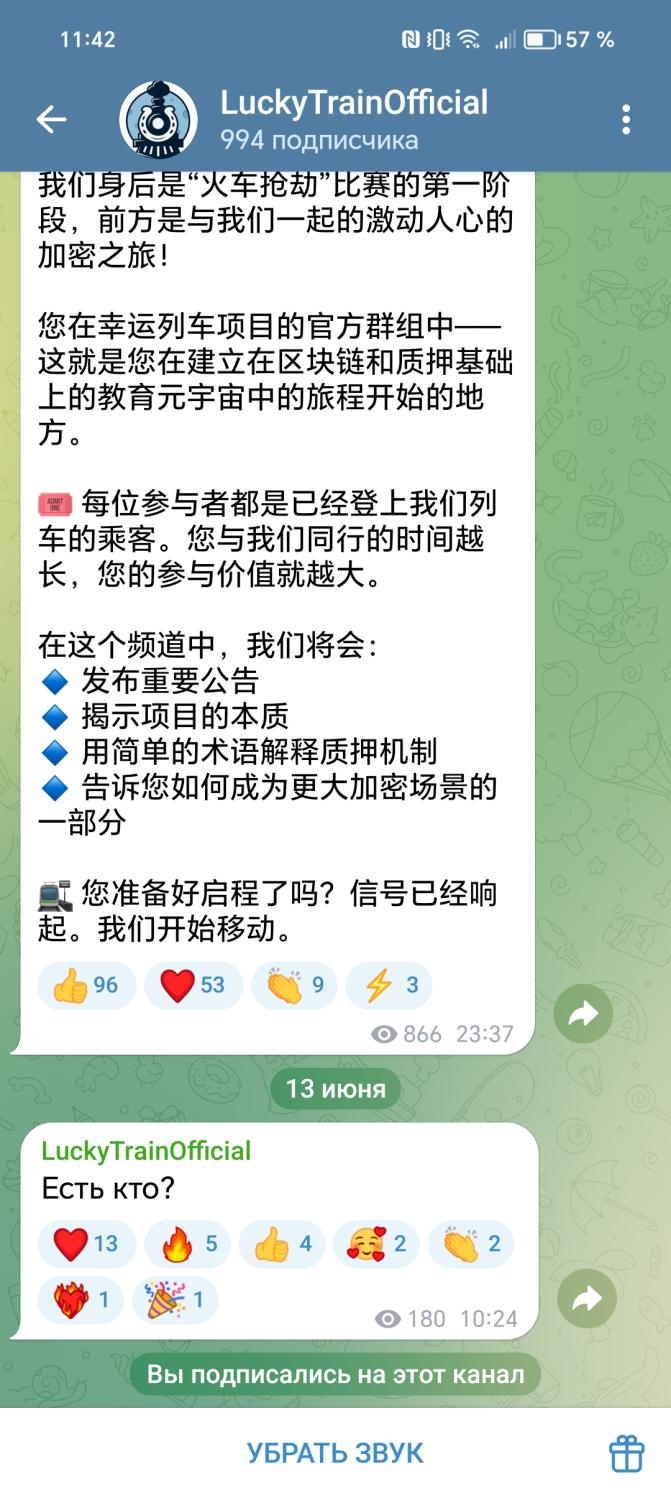 11:42
57 %
LuckyTrainOfficial
994 подписчика
我们身后是“火车抢劫”比赛的第一阶
段，前方是与我们一起的激动人心的
加密之旅！
您在幸运列车项目的官方群组中——
这就是您在建立在区块链和质押基础
上的教育元宇宙中的旅程开始的地
方。
🎟 每位参与者都是已经登上我们列
车的乘客。您与我们同行的时间越
长，您的参与价值就越大。
在这个频道中，我们将会：
🔹 发布重要公告
🔹 揭示项目的本质
🔹 用简单的术语解释质押机制
🔹 告诉您如何成为更大加密场景的
一部分
🚉 您准备好启程了吗？信号已经响
起。我们开始移动。
👍 96 ❤ 53 👏 9 ⚡ 3
866 23:37
13 июня
LuckyTrainOfficial
Есть кто?
❤ 13 🔥 5 👍 4 🥰 2 👏 2
❤‍🔥 1 🎉 1
180 10:24
Вы подписались на этот канал
УБРАТЬ ЗВУК